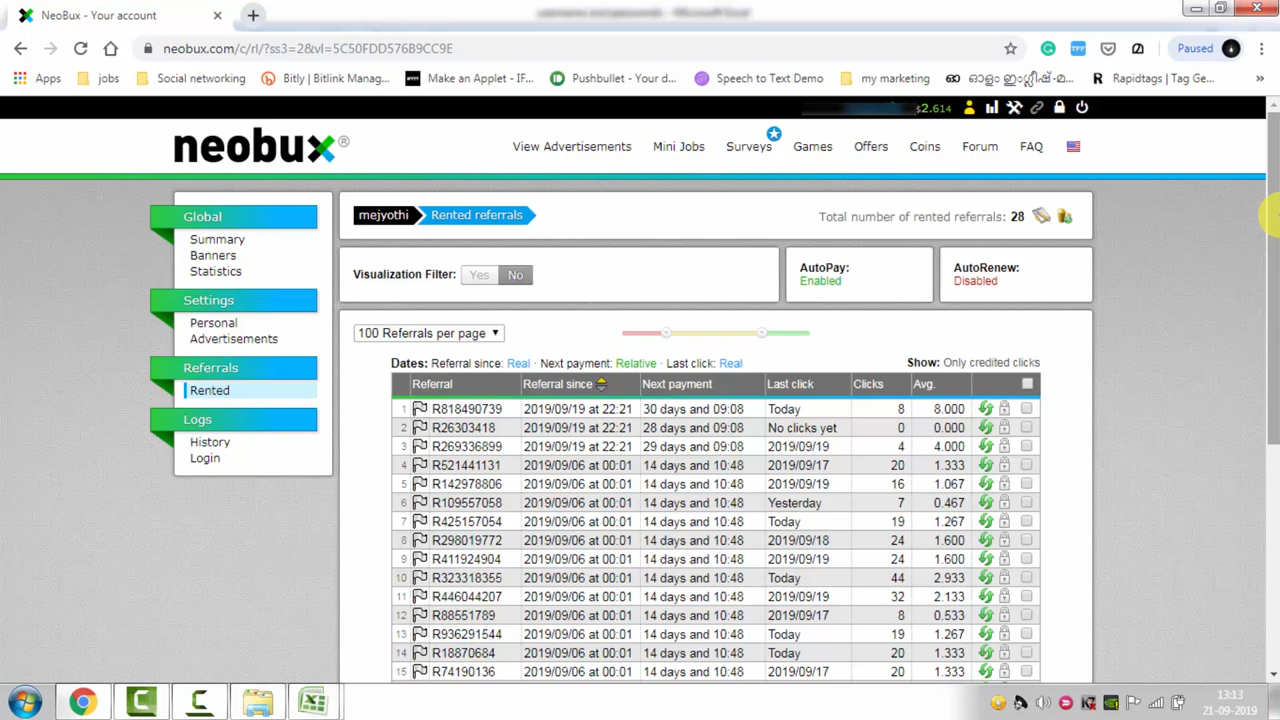 NeoBux - Your account
neobux.com/c/rl/?ss3=2&vl=5C50FDD576B9CC9E
Paused
Apps jobs Social networking Bitly | Bitlink Manag... Make an Applet - IF... Pushbullet - Your d... Speech to Text Demo my marketing ഓളം ഇംഗ്ലീഷ്-മ... Rapidtags | Tag Ge... »
$2.614
neobux® View Advertisements Mini Jobs Surveys Games Offers Coins Forum FAQ
Global
Summary
Banners
Statistics
Settings
Personal
Advertisements
Referrals
Rented
Logs
History
Login
mejyothi Rented referrals Total number of rented referrals: 28
Visualization Filter: Yes No
AutoPay:
Enabled
AutoRenew:
Disabled
100 Referrals per page
Dates: Referral since: Real · Next payment: Relative · Last click: Real Show: Only credited clicks
Referral Referral since Next payment Last click Clicks Avg.
1 R818490739 2019/09/19 at 22:21 30 days and 09:08 Today 8 8.000
2 R26303418 2019/09/19 at 22:21 28 days and 09:08 No clicks yet 0 0.000
3 R269336899 2019/09/19 at 22:21 29 days and 09:08 2019/09/19 4 4.000
4 R521441131 2019/09/06 at 00:01 14 days and 10:48 2019/09/17 20 1.333
5 R142978806 2019/09/06 at 00:01 14 days and 10:48 2019/09/19 16 1.067
6 R109557058 2019/09/06 at 00:01 14 days and 10:48 Yesterday 7 0.467
7 R425157054 2019/09/06 at 00:01 14 days and 10:48 Today 19 1.267
8 R298019772 2019/09/06 at 00:01 14 days and 10:48 2019/09/18 24 1.600
9 R411924904 2019/09/06 at 00:01 14 days and 10:48 2019/09/19 24 1.600
10 R323318355 2019/09/06 at 00:01 14 days and 10:48 Today 44 2.933
11 R446044207 2019/09/06 at 00:01 14 days and 10:48 2019/09/19 32 2.133
12 R88551789 2019/09/06 at 00:01 14 days and 10:48 2019/09/17 8 0.533
13 R936291544 2019/09/06 at 00:01 14 days and 10:48 Today 19 1.267
14 R18870684 2019/09/06 at 00:01 14 days and 10:48 Today 20 1.333
15 R74190136 2019/09/06 at 00:01 14 days and 10:48 2019/09/17 20 1.333
13:13
21-09-2019